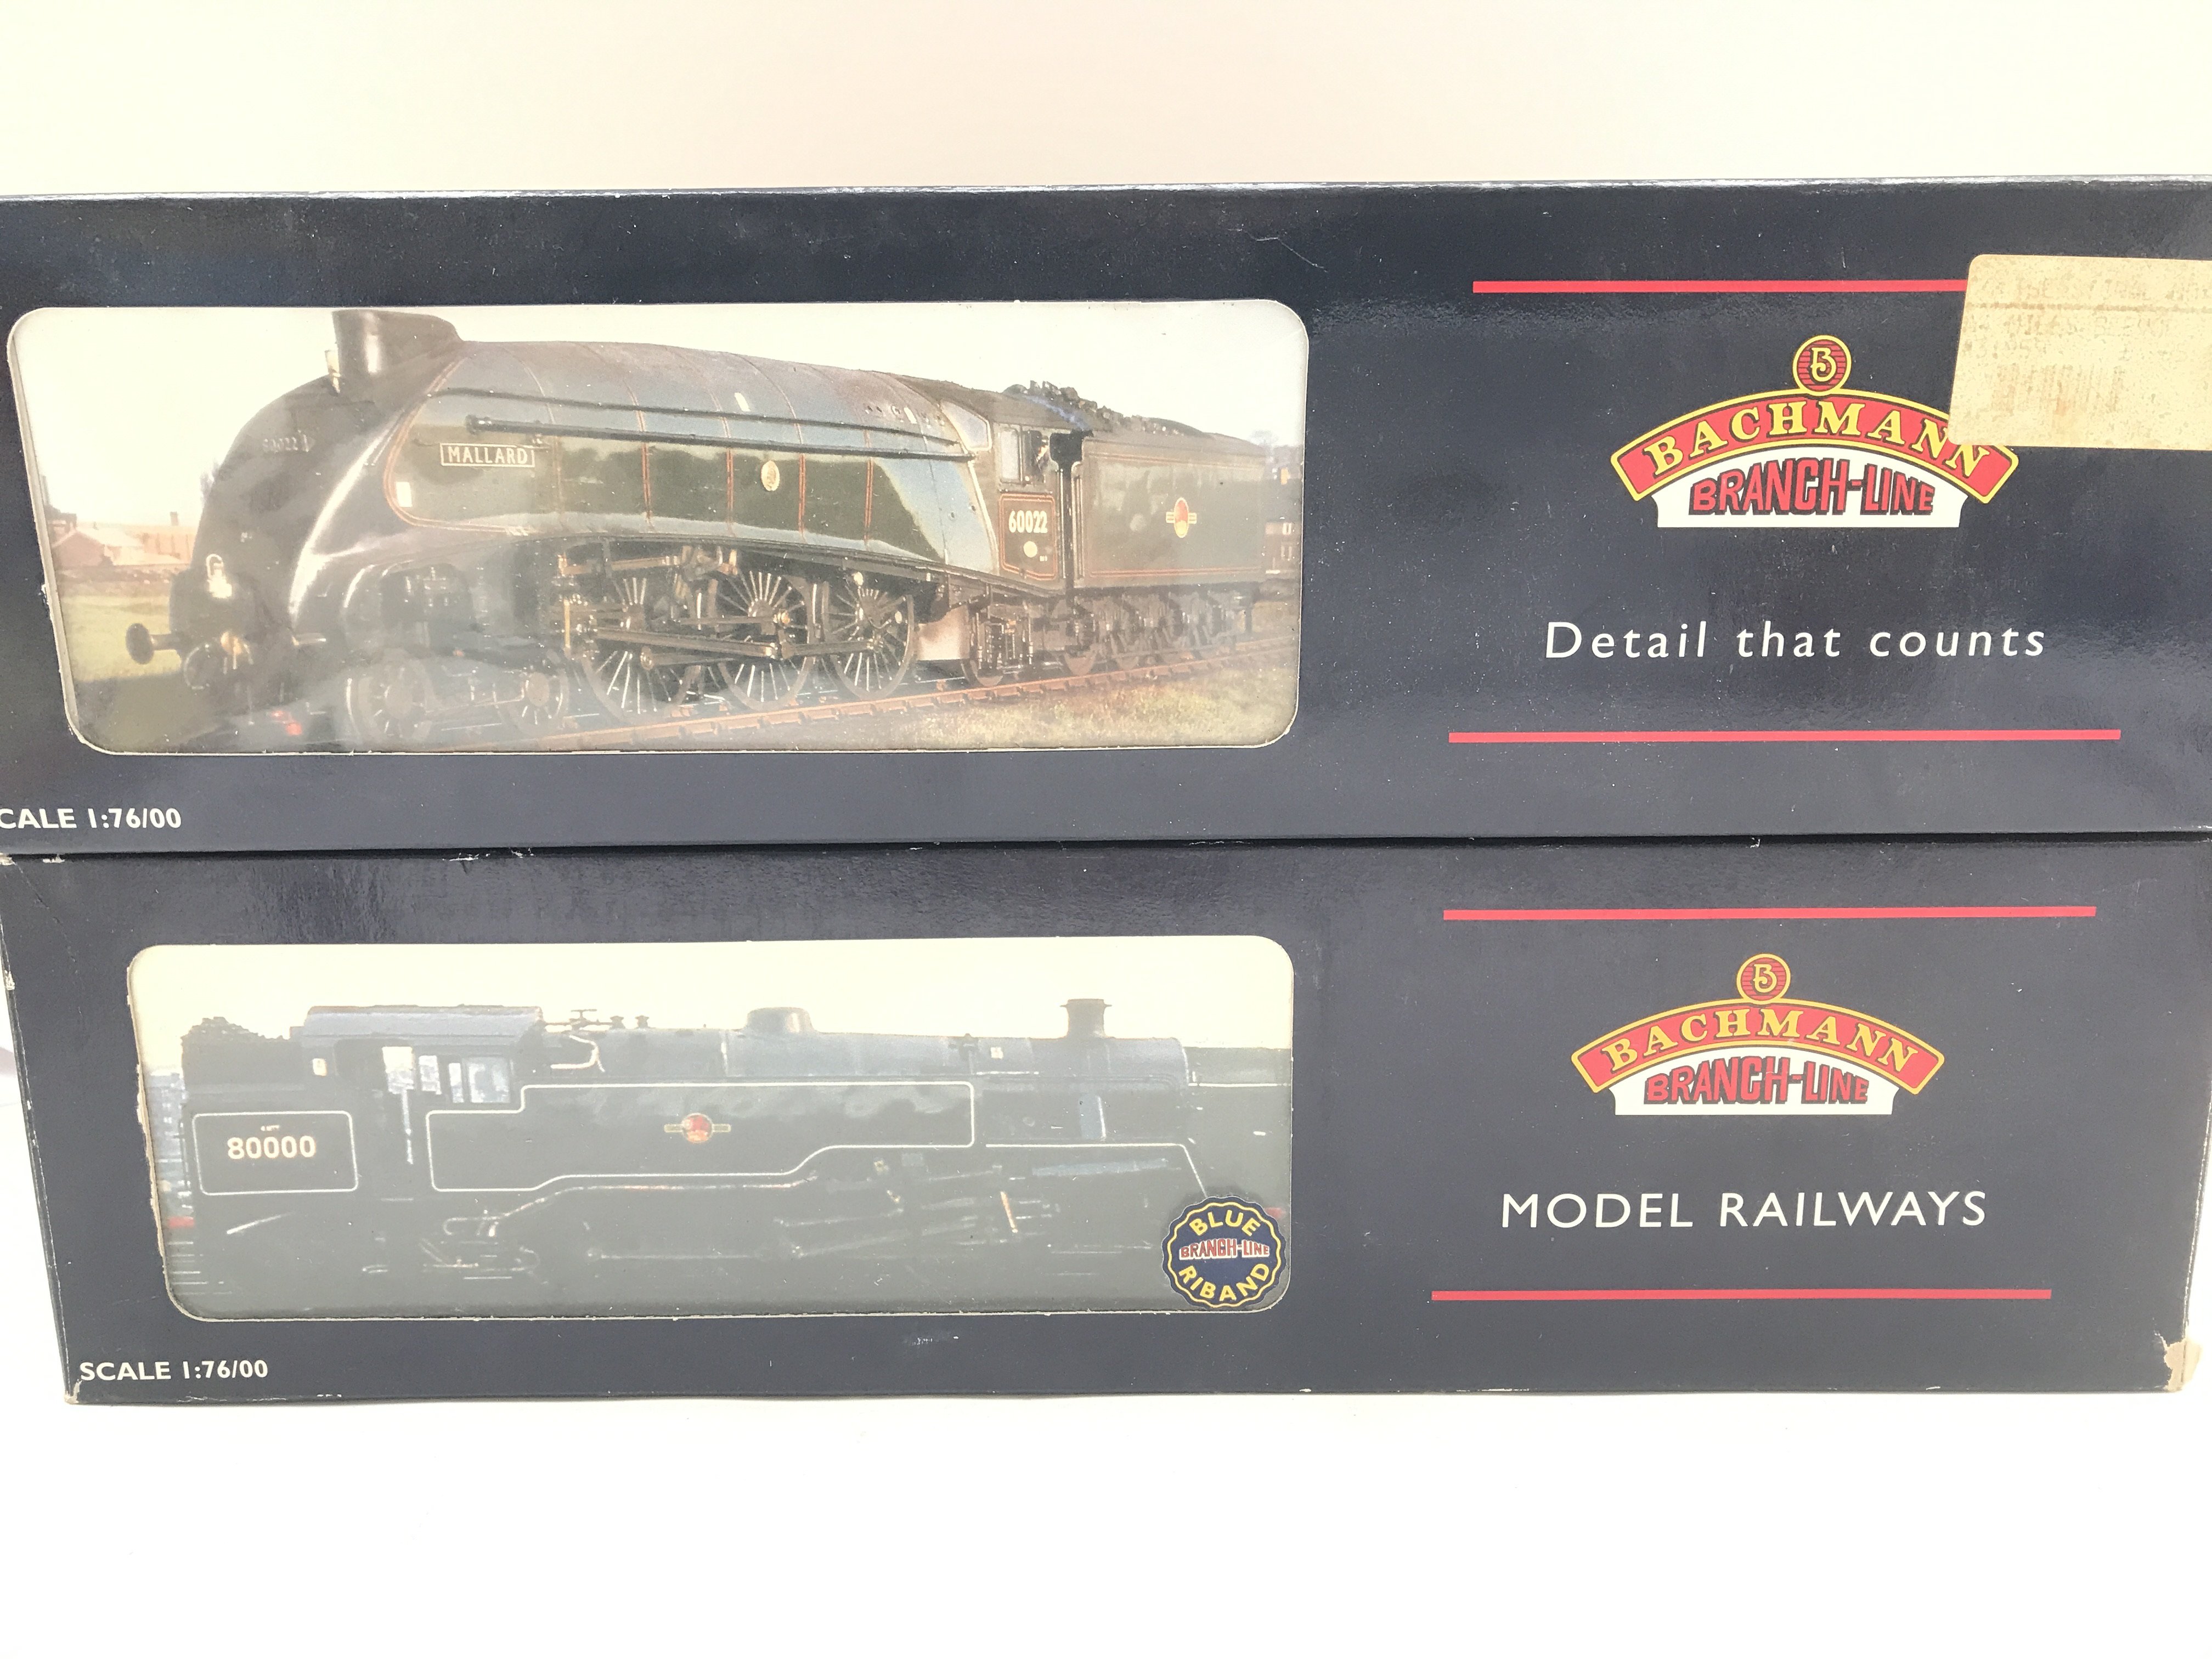 60022
MALLARD
60022
BACHMANN
BRANCH-LINE
Detail that counts
CALE 1:76/00
80000
BLUE
BRANCH-LINE
RIBAND
BACHMANN
BRANCH-LINE
MODEL RAILWAYS
SCALE 1:76/00